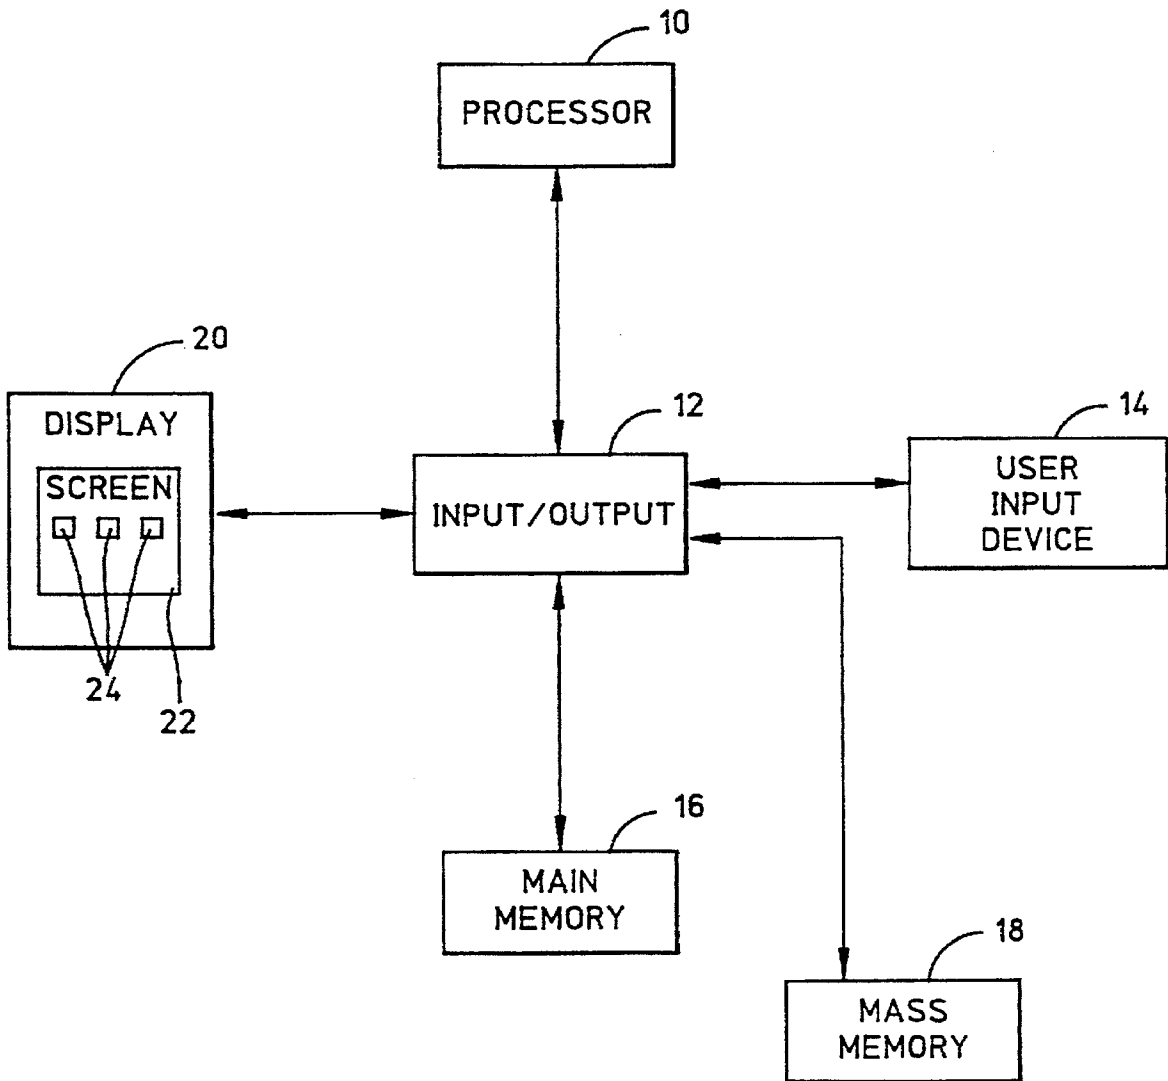 10
PROCESSOR
20
DISPLAY
SCREEN
24
22
12
INPUT/OUTPUT
14
USER
INPUT
DEVICE
16
MAIN
MEMORY
18
MASS
MEMORY